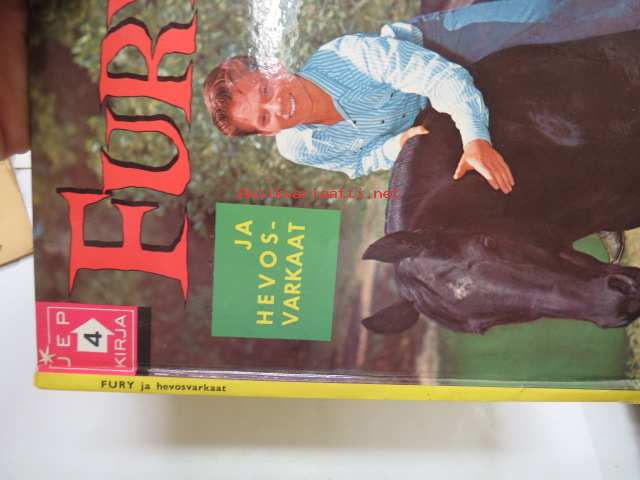 FURY
JA
HEVOS-
VARKAAT
JEP
4
KIRJA
FURY ja hevosvarkaat